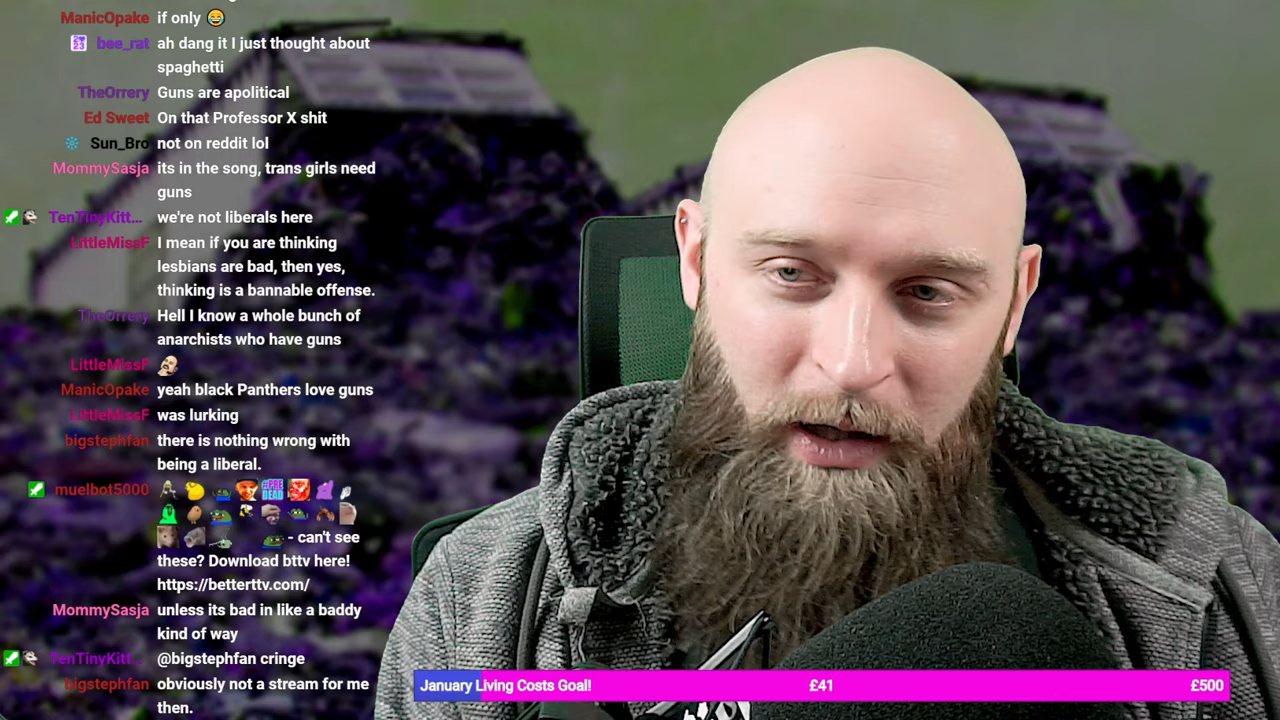 ManicOpake if only
bee_rat ah dang it I just thought about
spaghetti
TheOrrery Guns are apolitical
Ed Sweet On that Professor X shit
Sun_Bro not on reddit lol
MommySasja its in the song, trans girls need
guns
TenTinyKitt... we're not liberals here
LittleMissF I mean if you are thinking
lesbians are bad, then yes,
thinking is a bannable offense.
TheOrrery Hell I know a whole bunch of
anarchists who have guns
LittleMissF
ManicOpake yeah black Panthers love guns
LittleMissF was lurking
bigstephfan there is nothing wrong with
being a liberal.
muelbot5000
- can't see
these? Download bttv here!
https://betterttv.com/
MommySasja unless its bad in like a baddy
kind of way
TenTinyKitt... @bigstephfan cringe
bigstephfan obviously not a stream for me
then.
January Living Costs Goal! £41 £500